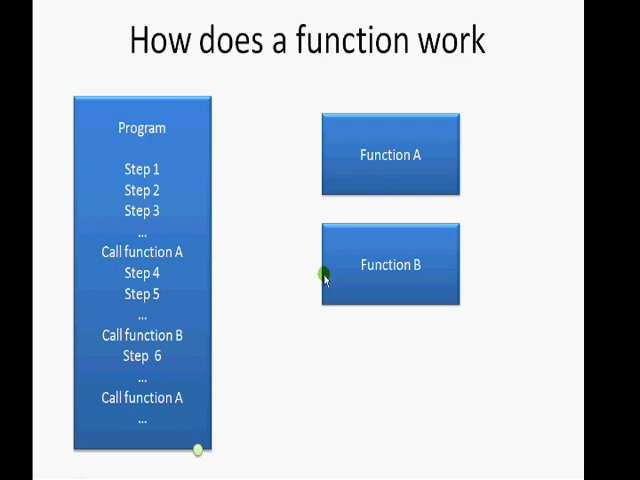 How does a function work
Program
Step 1
Step 2
Step 3
...
Call function A
Step 4
Step 5
...
Call function B
Step 6
...
Call function A
...
Function A
Function B